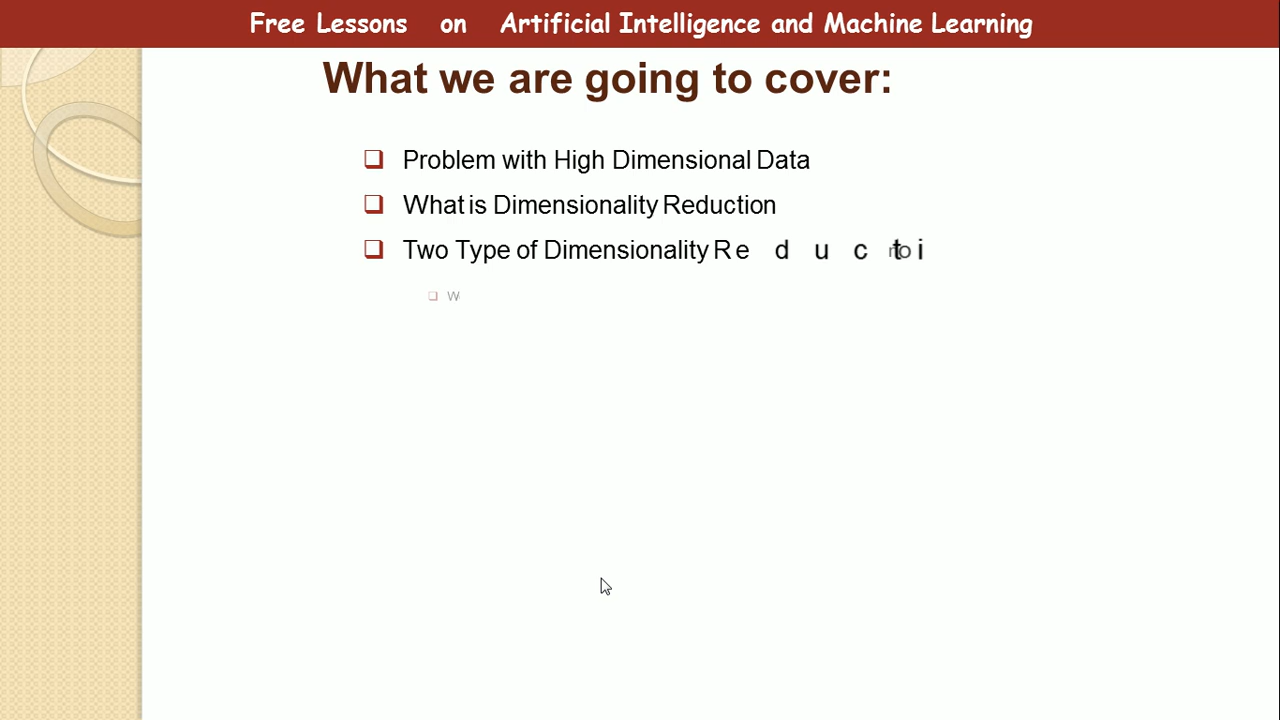 Free Lessons on Artificial Intelligence and Machine Learning
What we are going to cover:
Problem with High Dimensional Data
What is Dimensionality Reduction
Two Type of Dimensionality Reduction